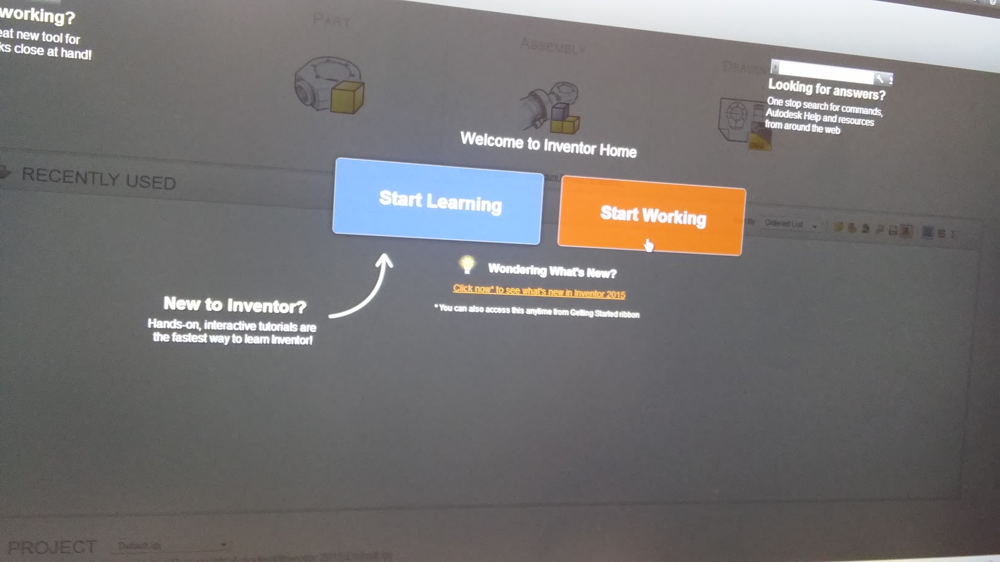 working?
eat new tool for
ks close at hand!
PART
ASSEMBLY
DRAWIN
Looking for answers?
One stop search for commands,
Autodesk Help and resources
from around the web
Welcome to Inventor Home
RECENTLY USED
Start Learning
Start Working
By
Ordered List
Wondering What's New?
Click now* to see what's new in Inventor 2015
* You can also access this anytime from Getting Started ribbon
New to Inventor?
Hands-on, interactive tutorials are
the fastest way to learn Inventor!
PROJECT
Default.ipj